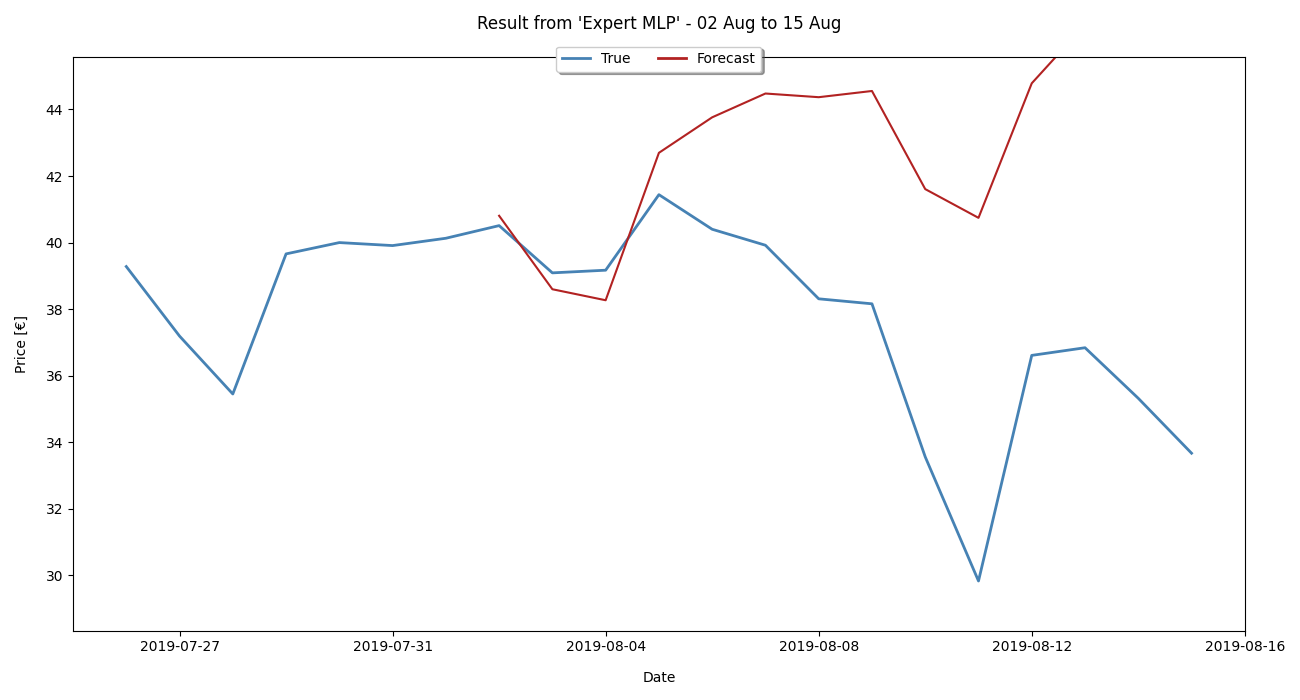 Result from 'Expert MLP' - 02 Aug to 15 Aug
True Forecast
44
42
40
38
36
34
32
30
Price [€]
2019-07-27 2019-07-31 2019-08-04 2019-08-08 2019-08-12 2019-08-16
Date